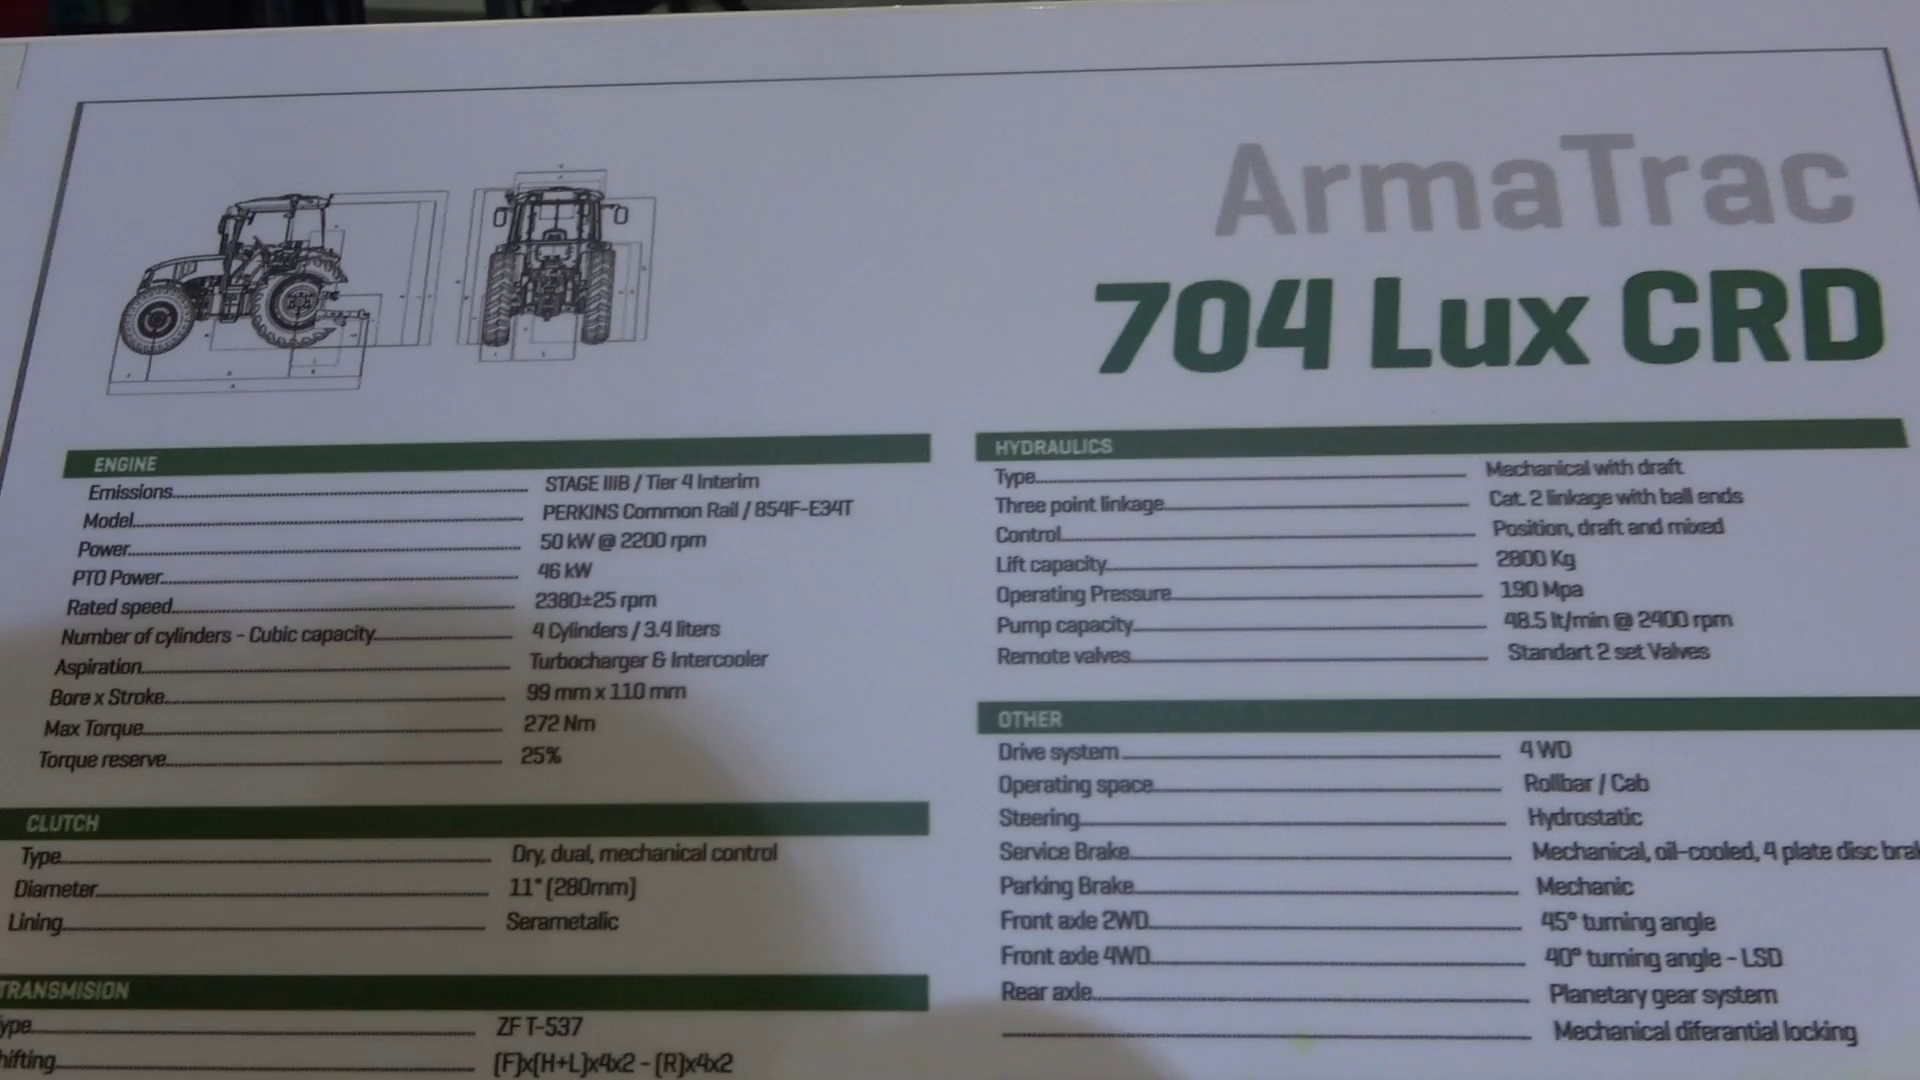 ArmaTrac
704 Lux CRD
ENGINE
Emissions STAGE IIIB / Tier 4 Interim
Model PERKINS Common Rail / 854F-E34T
Power 50 kW @ 2200 rpm
PTO Power 46 kW
Rated speed 2380±25 rpm
Number of cylinders - Cubic capacity 4 Cylinders / 3.4 liters
Aspiration Turbocharger & Intercooler
Bore x Stroke 99 mm x 110 mm
Max Torque 272 Nm
Torque reserve 25%
CLUTCH
Type Dry, dual, mechanical control
Diameter 11" (280mm)
Lining Serametalic
TRANSMISION
ype ZF T-537
hifting (F)x(H+L)x4x2 - (R)x4x2
HYDRAULICS
Type Mechanical with draft
Three point linkage Cat. 2 linkage with ball ends
Control Position, draft and mixed
Lift capacity 2800 Kg
Operating Pressure 190 Mpa
Pump capacity 48.5 lt/min @ 2400 rpm
Remote valves Standart 2 set Valves
OTHER
Drive system 4 WD
Operating space Rollbar / Cab
Steering Hydrostatic
Service Brake Mechanical, oil-cooled, 4 plate disc brak
Parking Brake Mechanic
Front axle 2WD 45° turning angle
Front axle 4WD 40° turning angle - LSD
Rear axle Planetary gear system
Mechanical diferantial locking